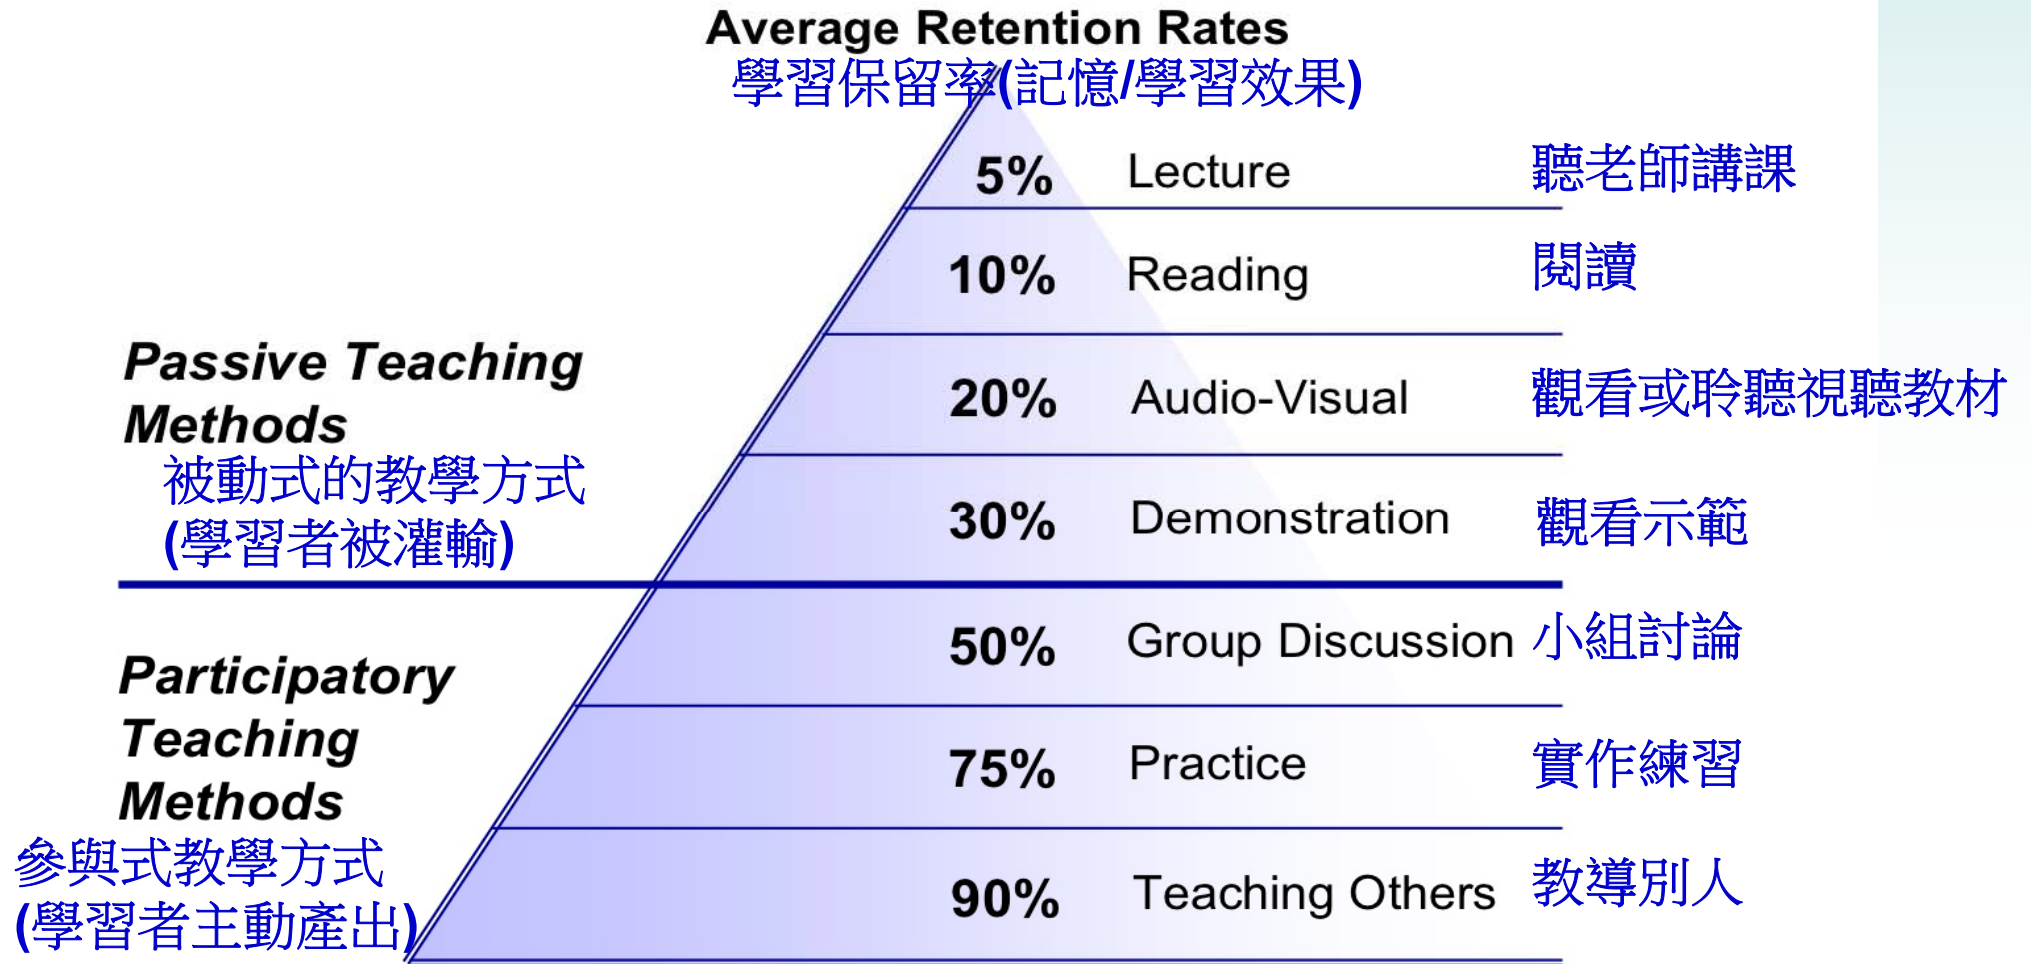 Average Retention Rates
學習保留率(記憶/學習效果)
5% Lecture 聽老師講課
10% Reading 閱讀
20% Audio-Visual 觀看或聆聽視聽教材
30% Demonstration 觀看示範
Passive Teaching
Methods
被動式的教學方式
(學習者被灌輸)
50% Group Discussion 小組討論
75% Practice 實作練習
90% Teaching Others 教導別人
Participatory
Teaching
Methods
參與式教學方式
(學習者主動產出)